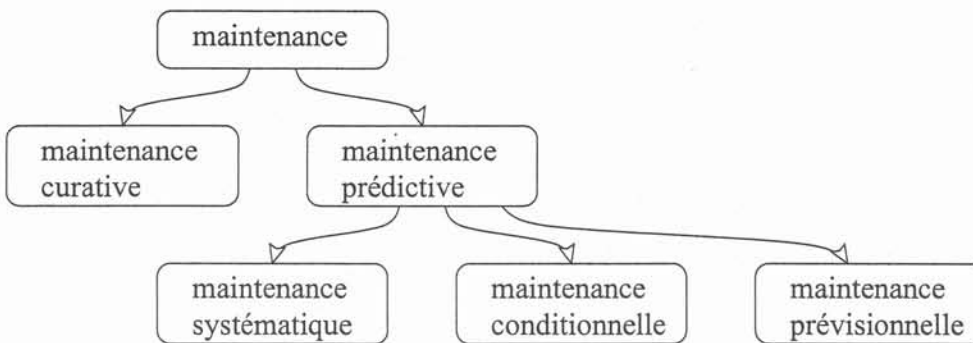 maintenance
maintenance
curative
maintenance
prédictive
maintenance
systématique
maintenance
conditionnelle
maintenance
prévisionnelle